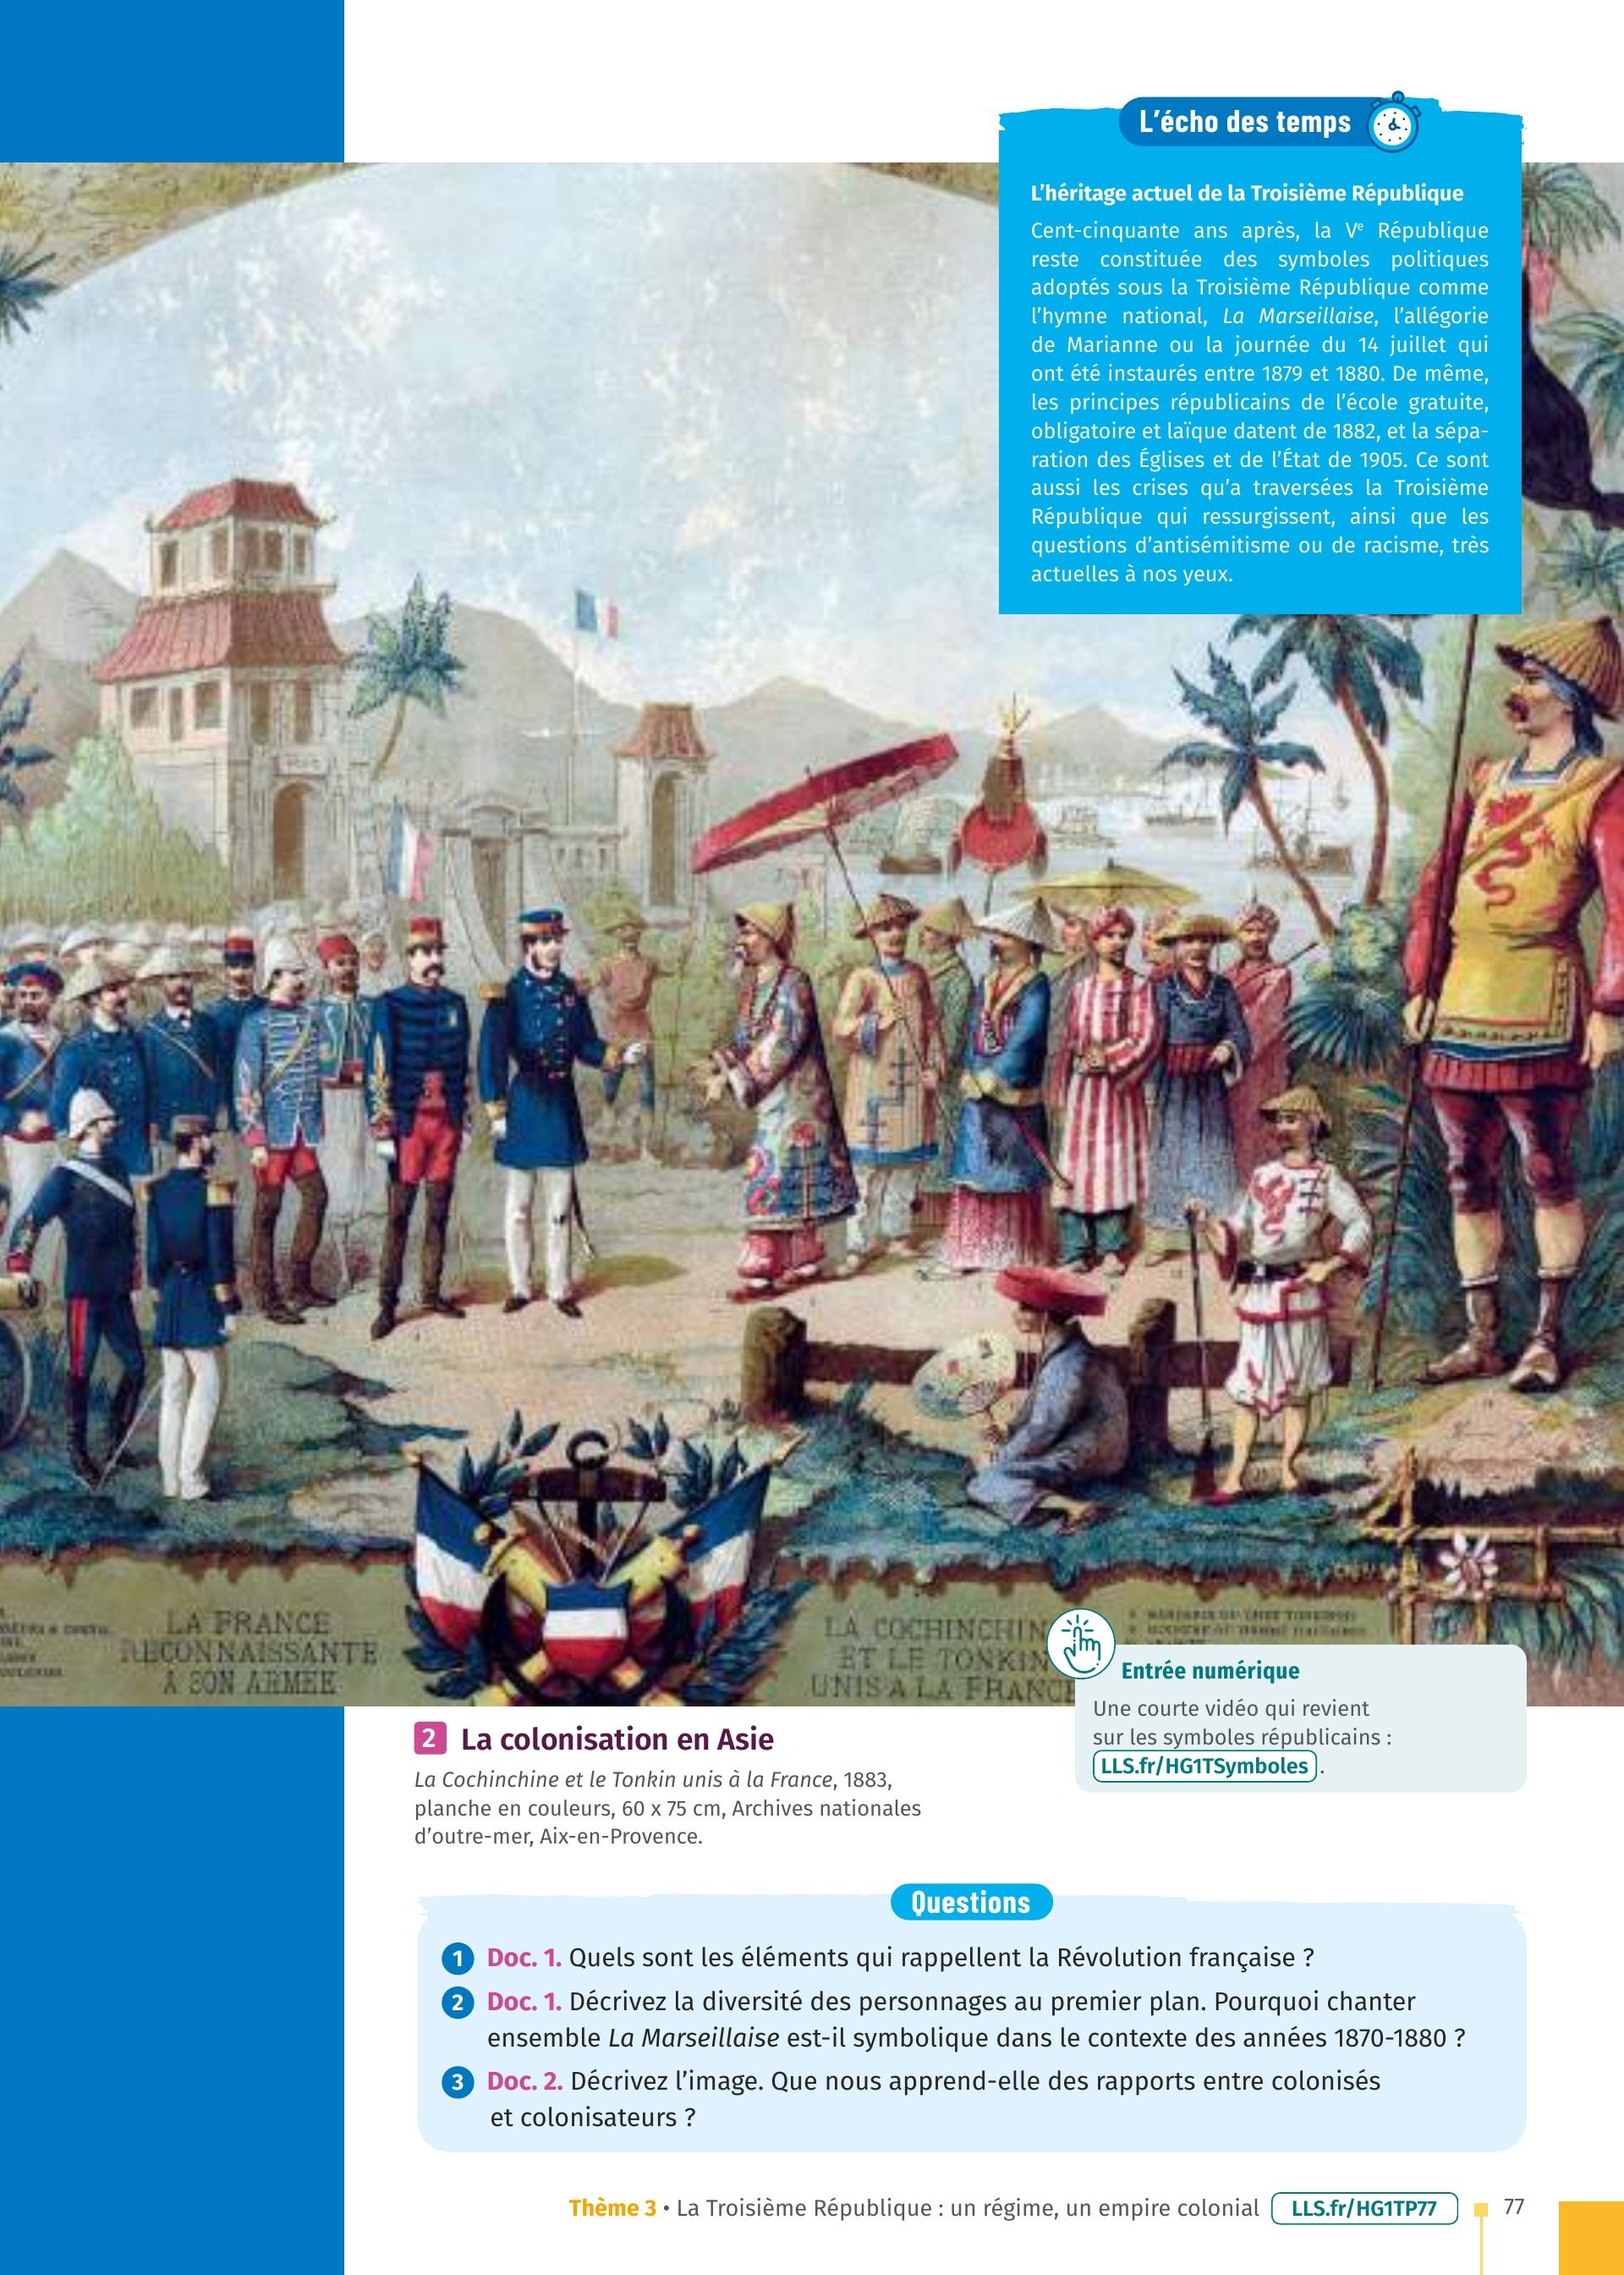 L'écho des temps
L'héritage actuel de la Troisième République
Cent-cinquante ans après, la Ve République
reste constituée des symboles politiques
adoptés sous la Troisième République comme
l'hymne national, La Marseillaise, l'allégorie
de Marianne ou la journée du 14 juillet qui
ont été instaurés entre 1879 et 1880. De même,
les principes républicains de l'école gratuite,
obligatoire et laïque datent de 1882, et la sépa-
ration des Églises et de l'État de 1905. Ce sont
aussi les crises qu'a traversées la Troisième
République qui ressurgissent, ainsi que les
questions d'antisémitisme ou de racisme, très
actuelles à nos yeux.
LA FRANCE
RECONNAISSANTE
A SON ARMÉE
LA COCHINCHIN
ET LE TONKIN
UNIS A LA FRANCE
Entrée numérique
Une courte vidéo qui revient
sur les symboles républicains :
LLS.fr/HG1TSymboles.
2 La colonisation en Asie
La Cochinchine et le Tonkin unis à la France, 1883,
planche en couleurs, 60 x 75 cm, Archives nationales
d'outre-mer, Aix-en-Provence.
Questions
1 Doc. 1. Quels sont les éléments qui rappellent la Révolution française ?
2 Doc. 1. Décrivez la diversité des personnages au premier plan. Pourquoi chanter
ensemble La Marseillaise est-il symbolique dans le contexte des années 1870-1880 ?
3 Doc. 2. Décrivez l'image. Que nous apprend-elle des rapports entre colonisés
et colonisateurs ?
Thème 3 • La Troisième République : un régime, un empire colonial LLS.fr/HG1TP77 77